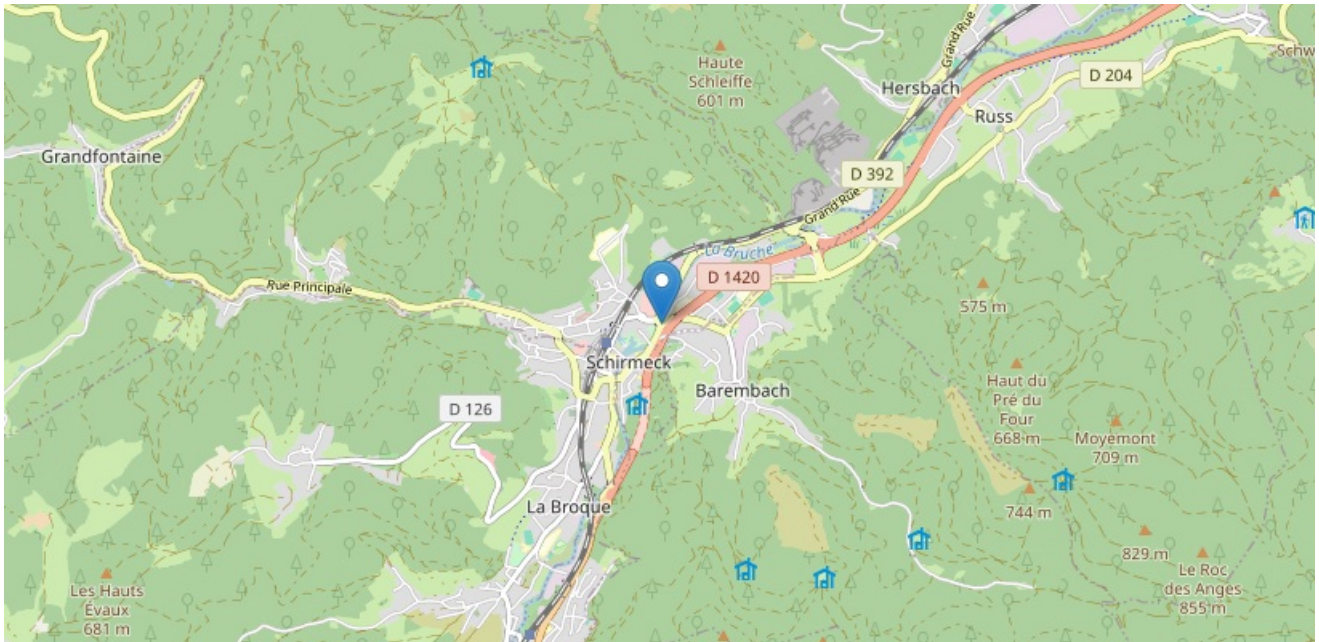 Grand'Rue
Haute
Schleiffe
601 m
Hersbach
D 204
Schw
Russ
Grandfontaine
D 392
Grand'Rue
La Bruche
D 1420
Rue Principale
575 m
Schirmeck
Barembach
Haut du
Pré du
Four
668 m
D 126
Moyemont
709 m
La Broque
744 m
829 m
Le Roc
des Anges
855 m
Les Hauts
Évaux
681 m